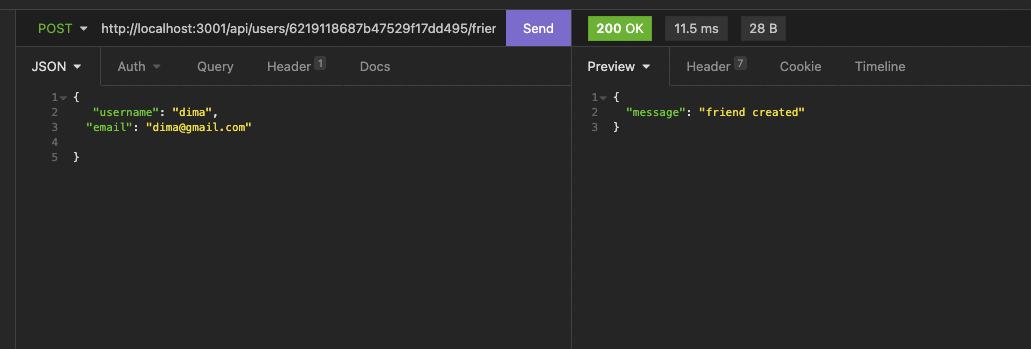 POST http://localhost:3001/api/users/6219118687b47529f17dd495/frier Send 200 OK 11.5 ms 28 B
JSON Auth Query Header 1 Docs Preview Header 7 Cookie Timeline
1 {
2 "username": "dima",
3 "email": "dima@gmail.com"
4
5 }
1 {
2 "message": "friend created"
3 }